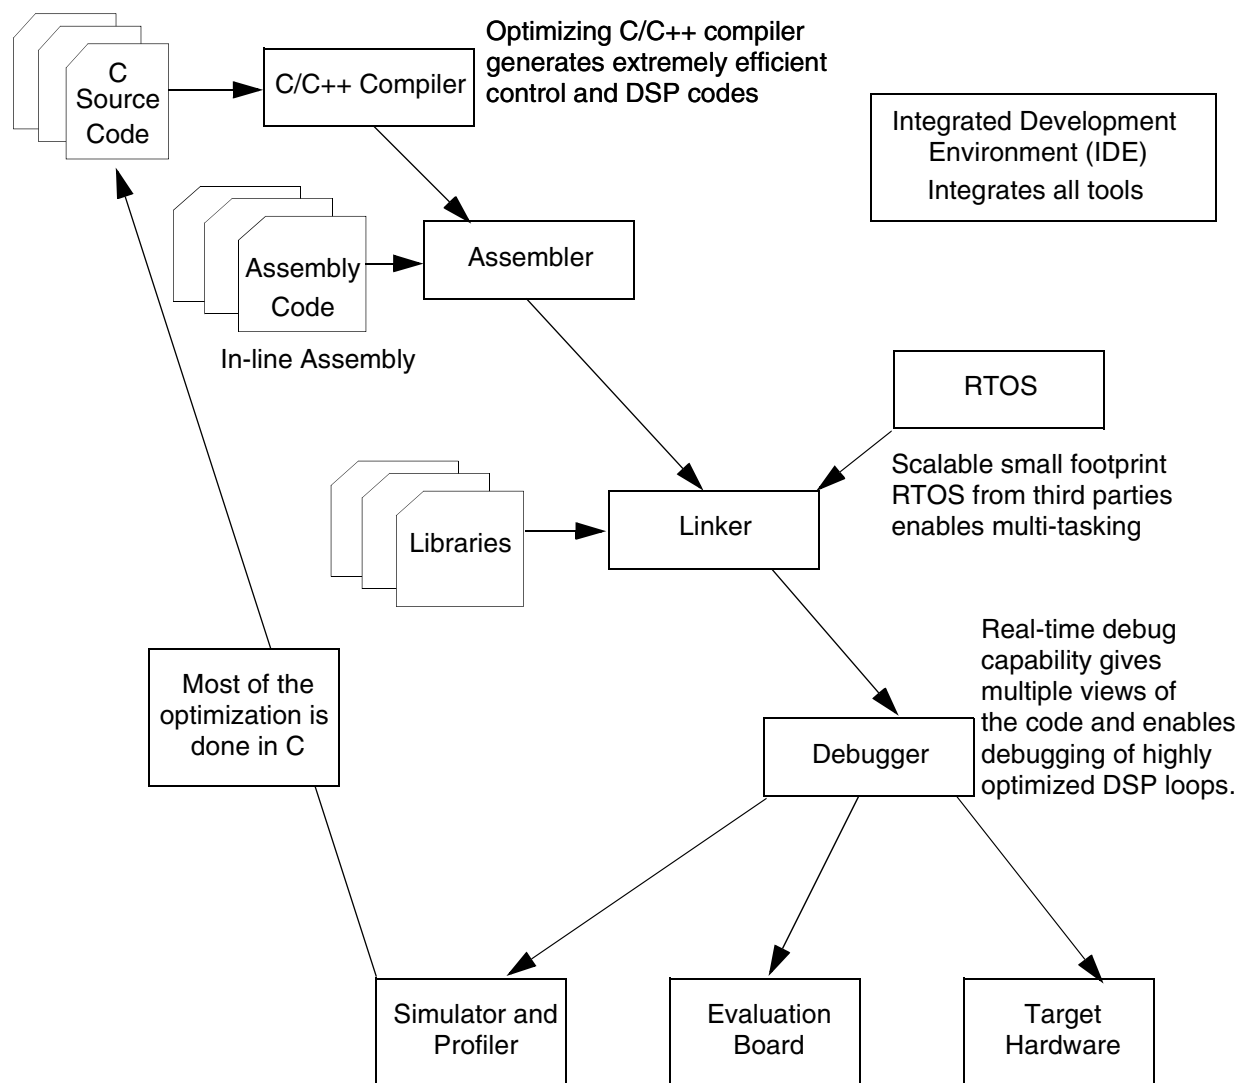 Optimizing C/C++ compiler
generates extremely efficient
control and DSP codes
C
Source
Code
C/C++ Compiler
Integrated Development
Environment (IDE)
Integrates all tools
Assembly
Code
In-line Assembly
Assembler
RTOS
Scalable small footprint
RTOS from third parties
enables multi-tasking
Libraries
Linker
Real-time debug
capability gives
multiple views of
the code and enables
debugging of highly
optimized DSP loops.
Most of the
optimization is
done in C
Debugger
Simulator and
Profiler
Evaluation
Board
Target
Hardware